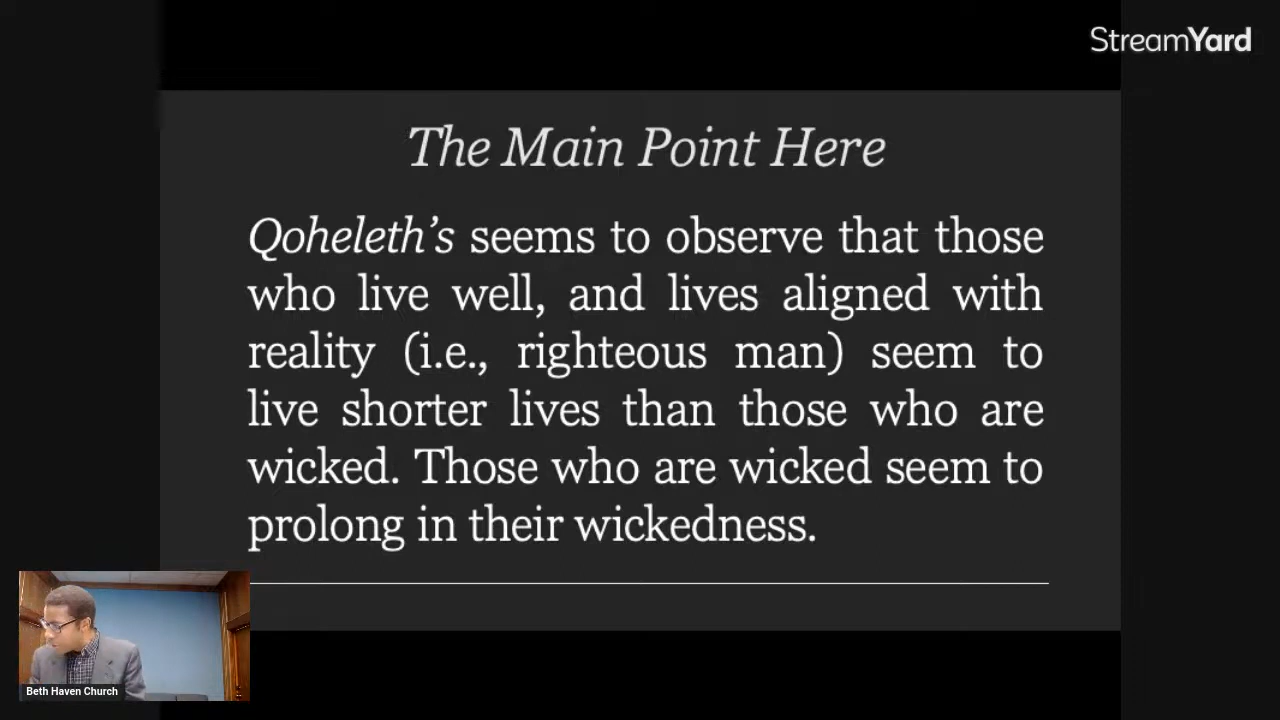 StreamYard
The Main Point Here
Qoheleth’s seems to observe that those
who live well, and lives aligned with
reality (i.e., righteous man) seem to
live shorter lives than those who are
wicked. Those who are wicked seem to
prolong in their wickedness.
Beth Haven Church